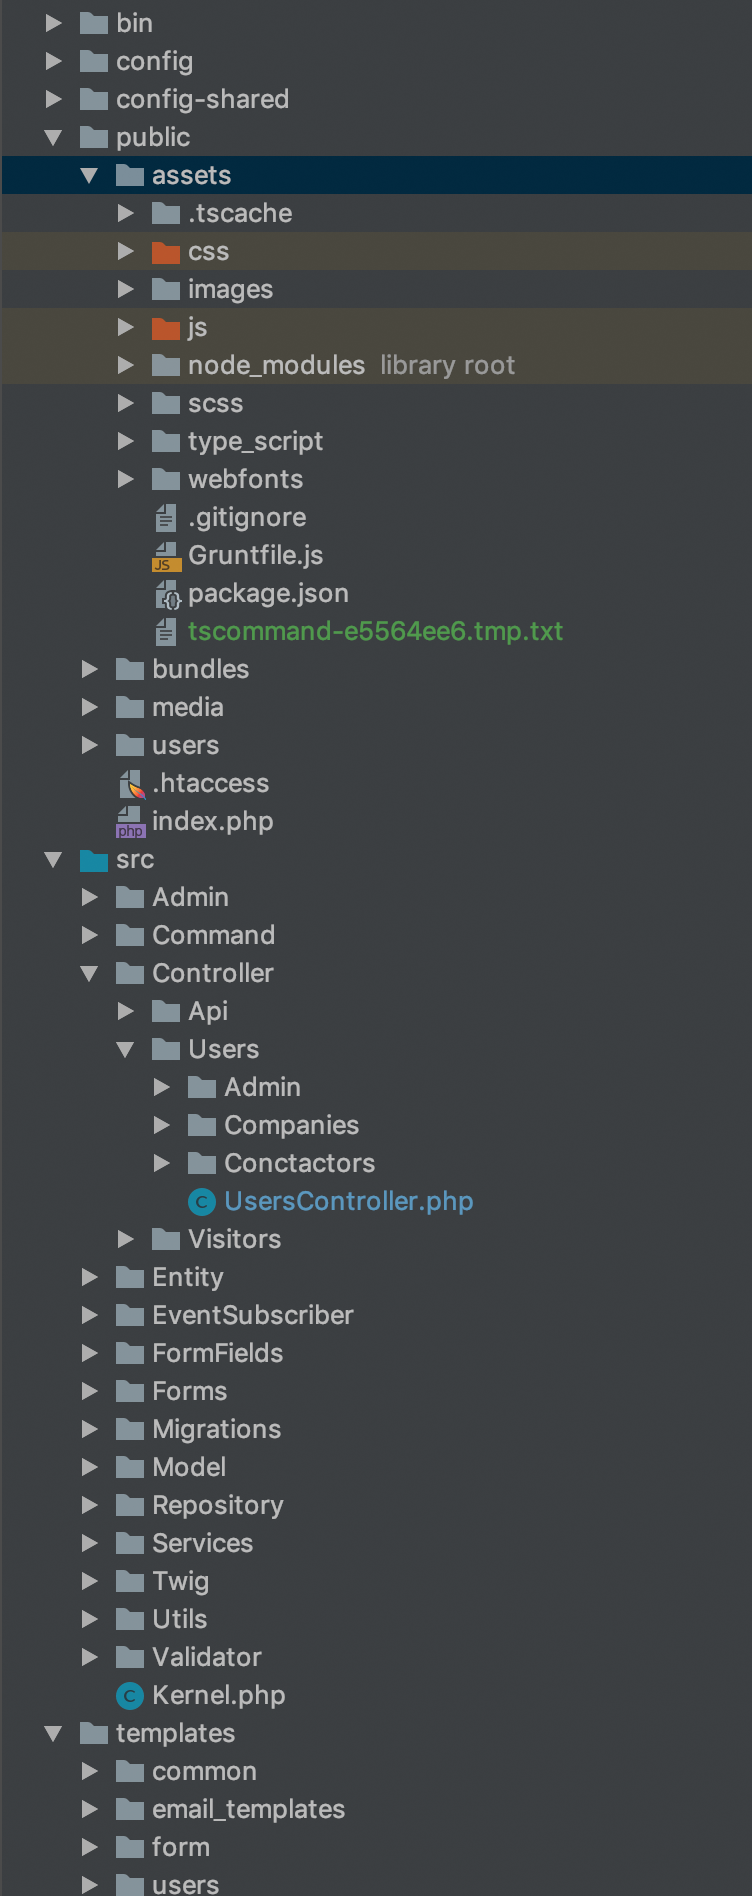 bin
config
config-shared
public
assets
.tscache
css
images
js
node_modules library root
scss
type_script
webfonts
.gitignore
JS Gruntfile.js
package.json
tscommand-e5564ee6.tmp.txt
bundles
media
users
.htaccess
php index.php
src
Admin
Command
Controller
Api
Users
Admin
Companies
Conctactors
C UsersController.php
Visitors
Entity
EventSubscriber
FormFields
Forms
Migrations
Model
Repository
Services
Twig
Utils
Validator
C Kernel.php
templates
common
email_templates
form
users